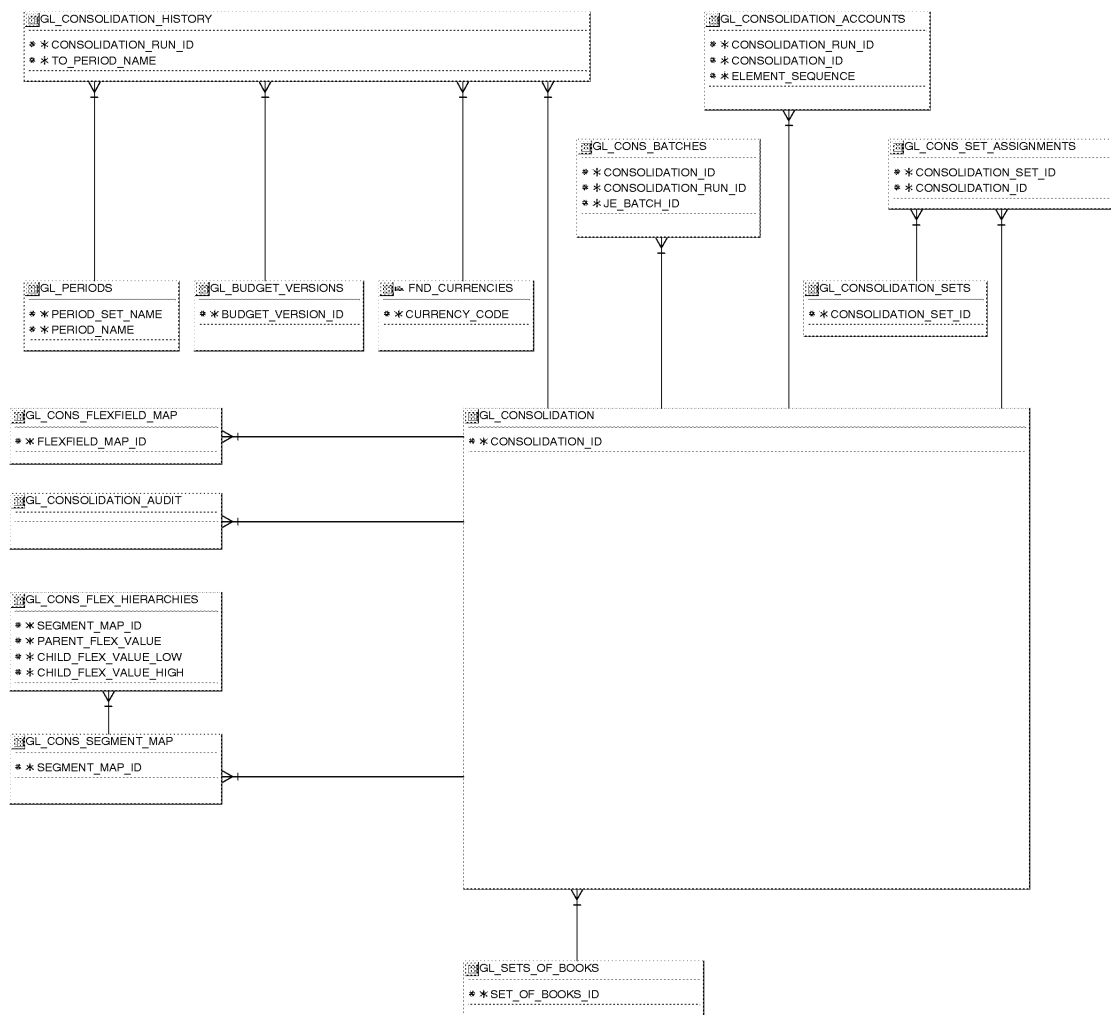 GL_CONSOLIDATION_HISTORY
* CONSOLIDATION_RUN_ID
* TO_PERIOD_NAME
GL_CONSOLIDATION_ACCOUNTS
* CONSOLIDATION_RUN_ID
* CONSOLIDATION_ID
* ELEMENT_SEQUENCE
GL_CONS_BATCHES
* CONSOLIDATION_ID
* CONSOLIDATION_RUN_ID
* JE_BATCH_ID
GL_CONS_SET_ASSIGNMENTS
* CONSOLIDATION_SET_ID
* CONSOLIDATION_ID
GL_PERIODS
* PERIOD_SET_NAME
* PERIOD_NAME
GL_BUDGET_VERSIONS
* BUDGET_VERSION_ID
FND_CURRENCIES
* CURRENCY_CODE
GL_CONSOLIDATION_SETS
* CONSOLIDATION_SET_ID
GL_CONS_FLEXFIELD_MAP
* FLEXFIELD_MAP_ID
GL_CONSOLIDATION
* CONSOLIDATION_ID
GL_CONSOLIDATION_AUDIT
GL_CONS_FLEX_HIERARCHIES
* SEGMENT_MAP_ID
* PARENT_FLEX_VALUE
* CHILD_FLEX_VALUE_LOW
* CHILD_FLEX_VALUE_HIGH
GL_CONS_SEGMENT_MAP
* SEGMENT_MAP_ID
GL_SETS_OF_BOOKS
* SET_OF_BOOKS_ID